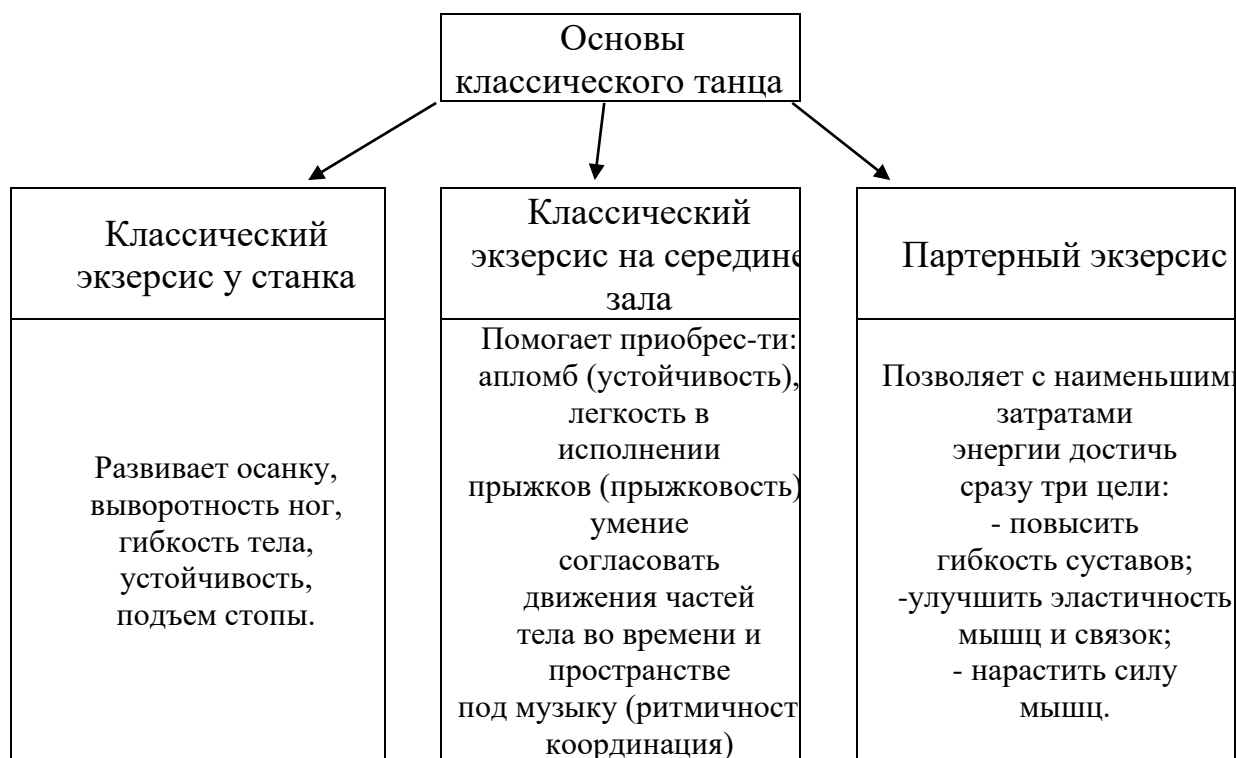 Основы
классического танца
Классический
экзерсис у станка
Развивает осанку,
выворотность ног,
гибкость тела,
устойчивость,
подъем стопы.
Классический
экзерсис на середине
зала
Помогает приобрес-ти:
апломб (устойчивость),
легкость в
исполнении
прыжков (прыжковость)
умение
согласовать
движения частей
тела во времени и
пространстве
под музыку (ритмичност
координация)
Партерный экзерсис
Позволяет с наименьшими
затратами
энергии достичь
сразу три цели:
- повысить
гибкость суставов;
-улучшить эластичность
мышц и связок;
- нарастить силу
мышц.